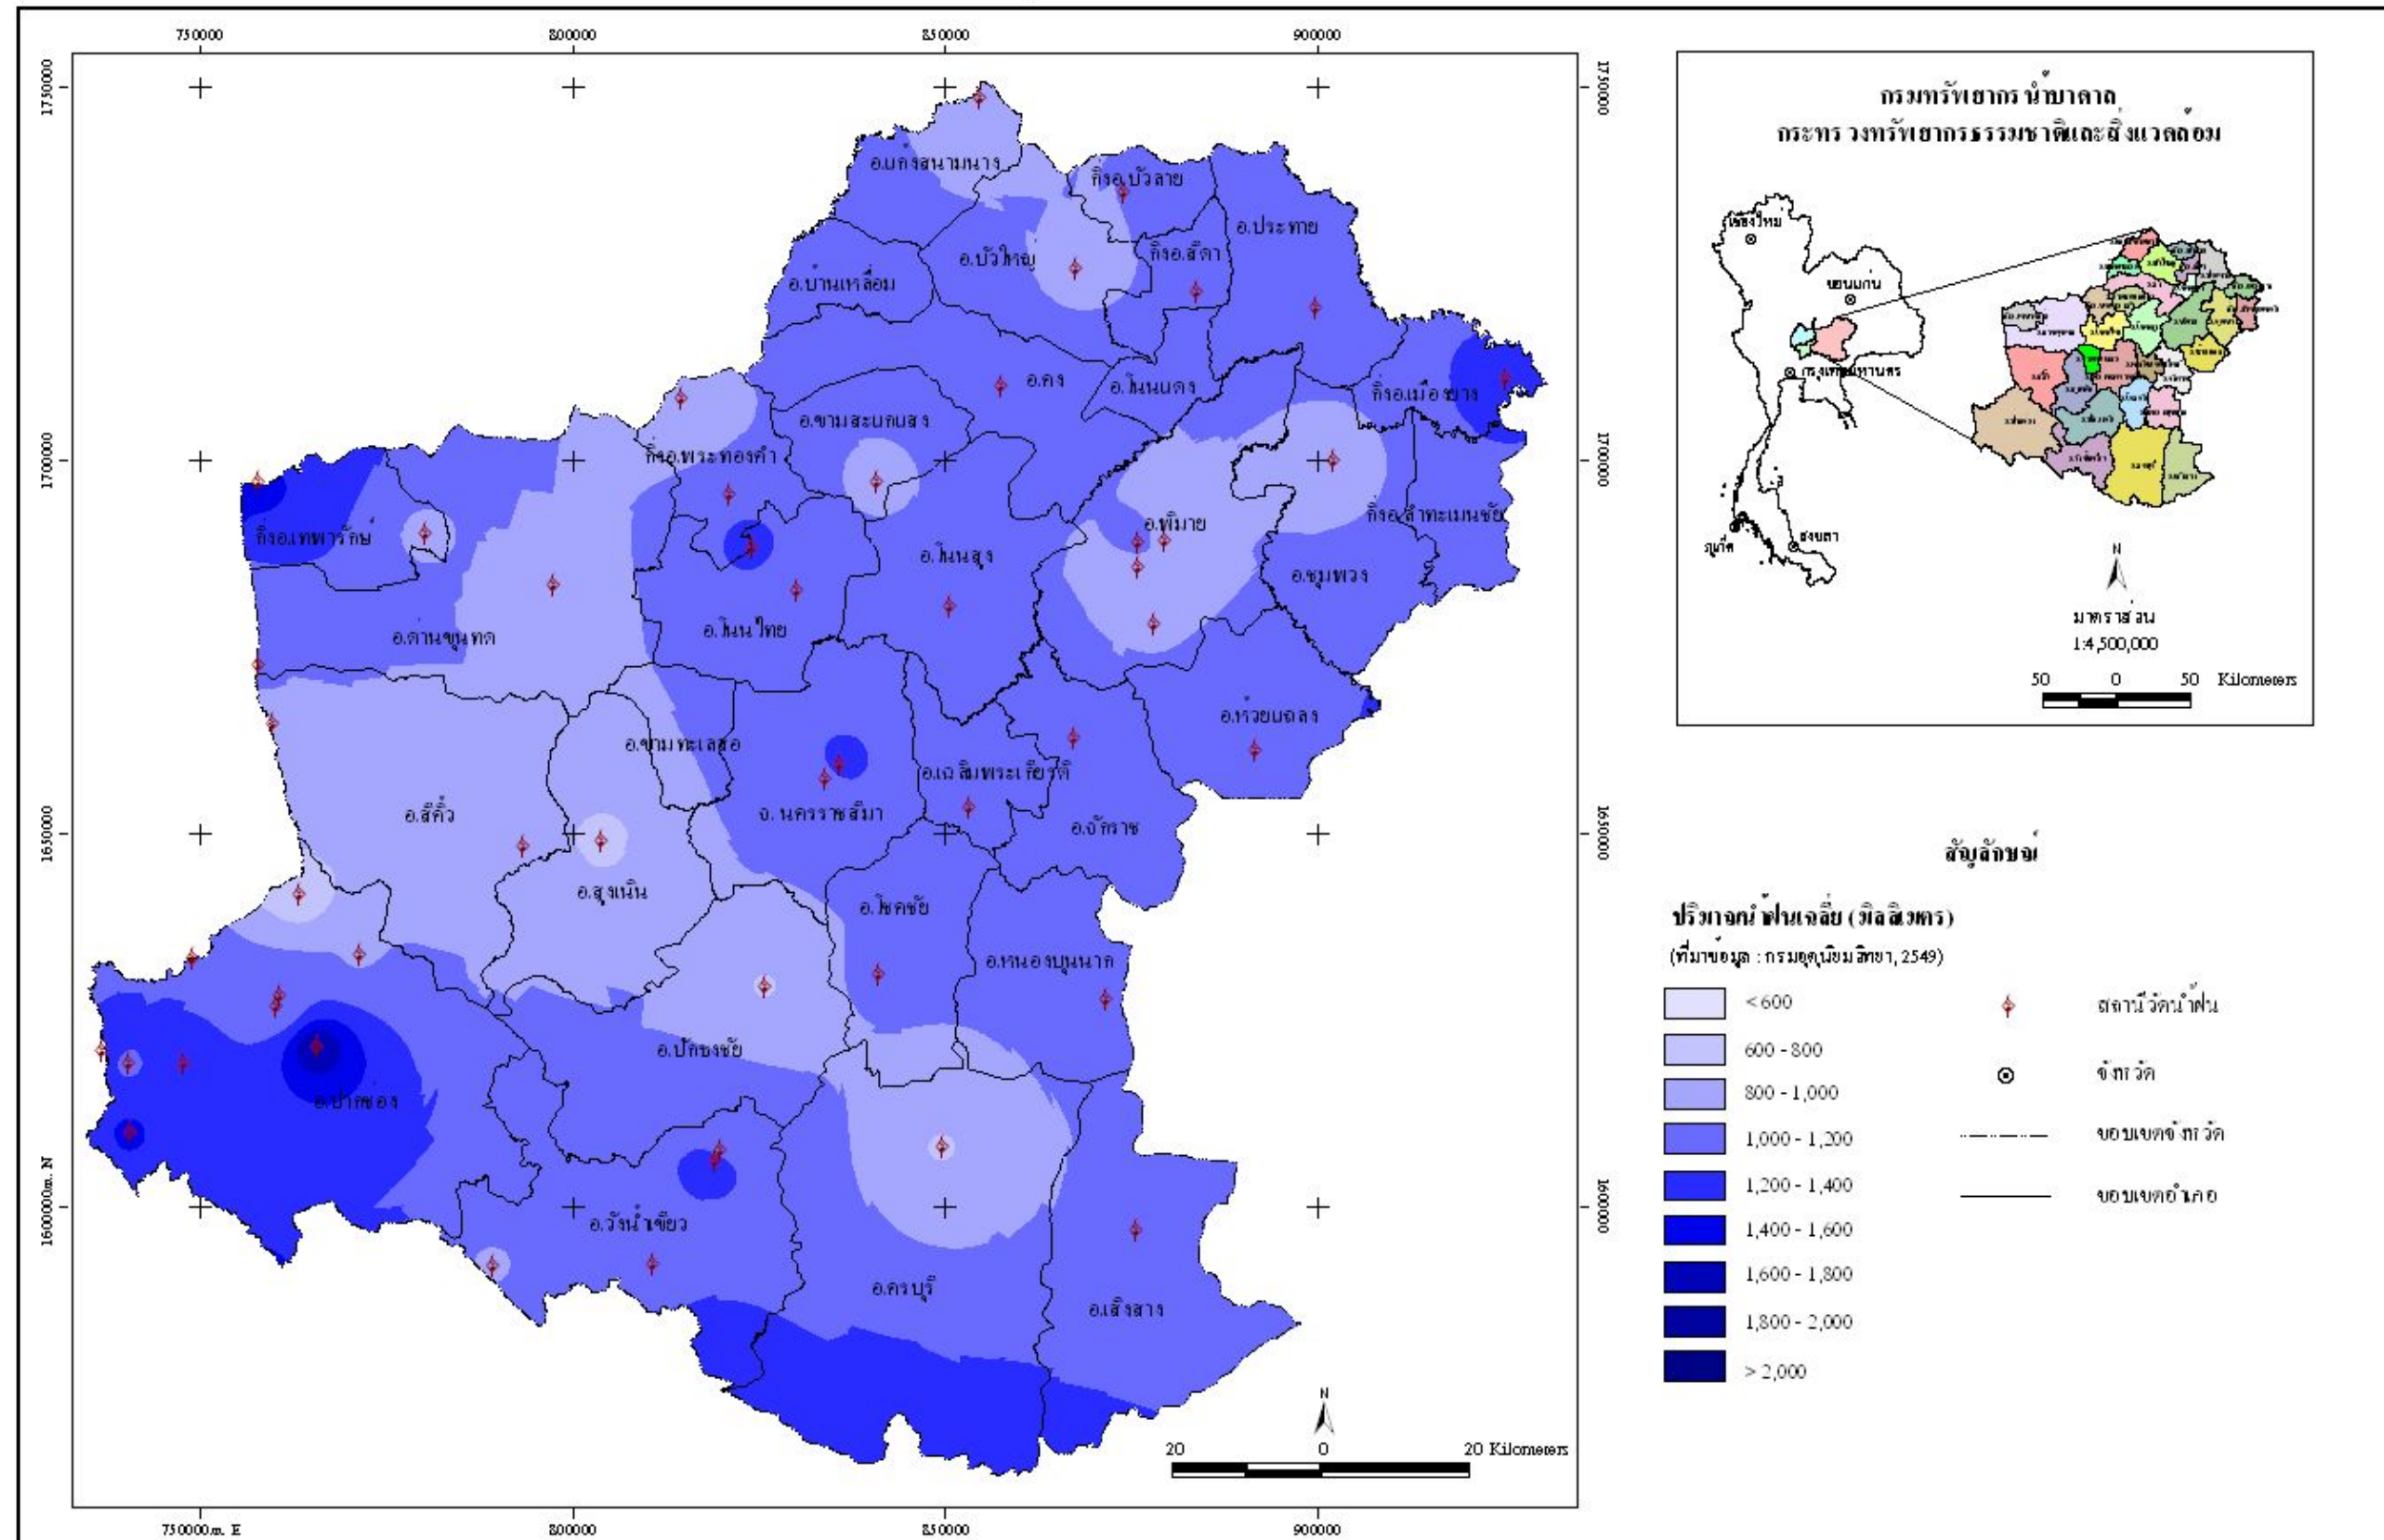 750000
800000
850000
900000
1750000
1700000
1650000
1600000m. N
1750000
1700000
1650000
1600000
750000m. E
800000
850000
900000
อ.แก้งสนามนาง
กิ่งอ.บัวลาย
อ.ประทาย
อ.บัวใหญ่
กิ่งอ.สีดา
อ.บ้านเหลื่อม
อ.คง
อ.โนนแดง
กิ่งอ.เมืองยาง
อ.ขามสะแกแสง
กิ่งอ.พระทองคำ
กิ่งอ.เทพารักษ์
อ.พิมาย
กิ่งอ.ลำทะเมนชัย
อ.โนนสูง
อ.ชุมพวง
อ.ด่านขุนทด
อ.โนนไทย
อ.ห้วยแถลง
อ.ขามทะเลสอ
อ.เฉลิมพระเกียรติ
อ.สีคิ้ว
จ.นครราชสีมา
อ.จักราช
อ.สูงเนิน
อ.โชคชัย
อ.หนองบุนนาก
อ.ปักธงชัย
อ.ปากช่อง
อ.วังน้ำเขียว
อ.ครบุรี
อ.เสิงสาง
N
20 0 20 Kilometers
กรมทรัพยากรน้ำบาดาล
กระทรวงทรัพยากรธรรมชาติและสิ่งแวดล้อม
เชียงใหม่
ขอนแก่น
กรุงเทพมหานคร
ภูเก็ต
สงขลา
N
มาตราส่วน
1:4,500,000
50 0 50 Kilometers
สัญลักษณ์
ปริมาณน้ำฝนเฉลี่ย (มิลลิเมตร)
(ที่มาข้อมูล : กรมอุตุนิยมวิทยา, 2549)
< 600
600 - 800
800 - 1,000
1,000 - 1,200
1,200 - 1,400
1,400 - 1,600
1,600 - 1,800
1,800 - 2,000
> 2,000
สถานีวัดน้ำฝน
จังหวัด
ขอบเขตจังหวัด
ขอบเขตอำเภอ